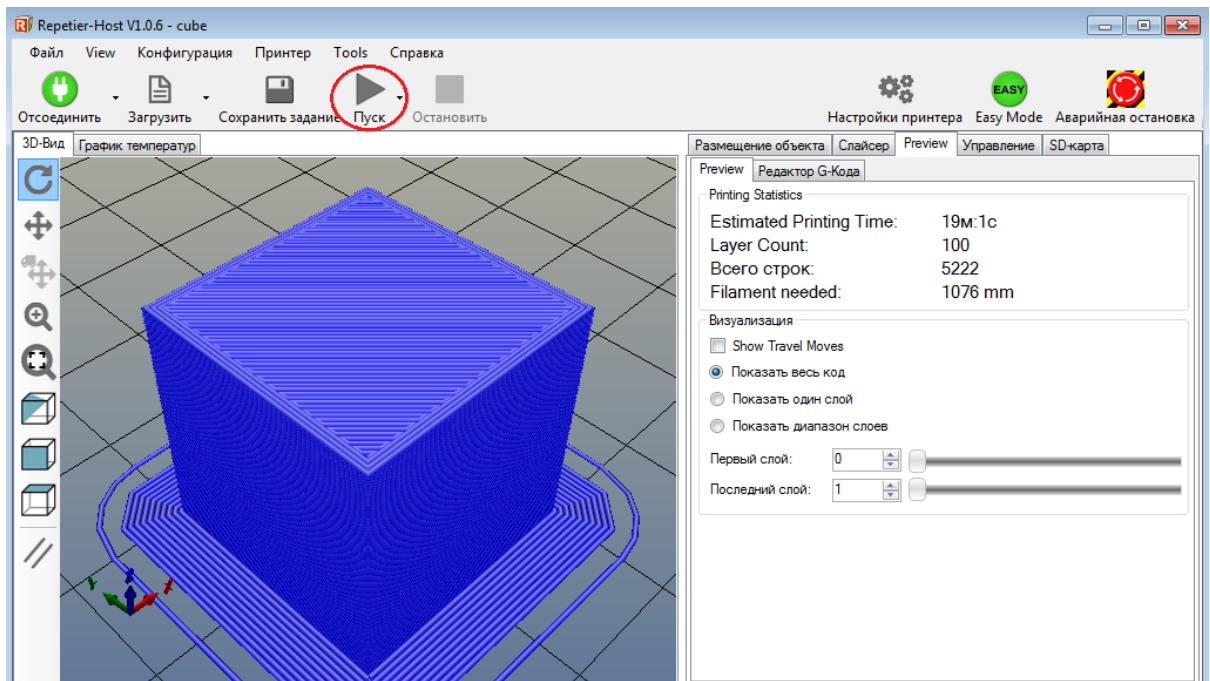 Repetier-Host V1.0.6 - cube
Файл View Конфигурация Принтер Tools Справка
EASY
Отсоединить Загрузить Сохранить задание Пуск Остановить Настройки принтера Easy Mode Аварийная остановка
3D-Вид График температур
Размещение объекта Слайсер Preview Управление SD-карта
Preview Редактор G-Кода
Printing Statistics
Estimated Printing Time: 19м:1с
Layer Count: 100
Всего строк: 5222
Filament needed: 1076 mm
Визуализация
Show Travel Moves
Показать весь код
Показать один слой
Показать диапазон слоев
Первый слой: 0
Последний слой: 1